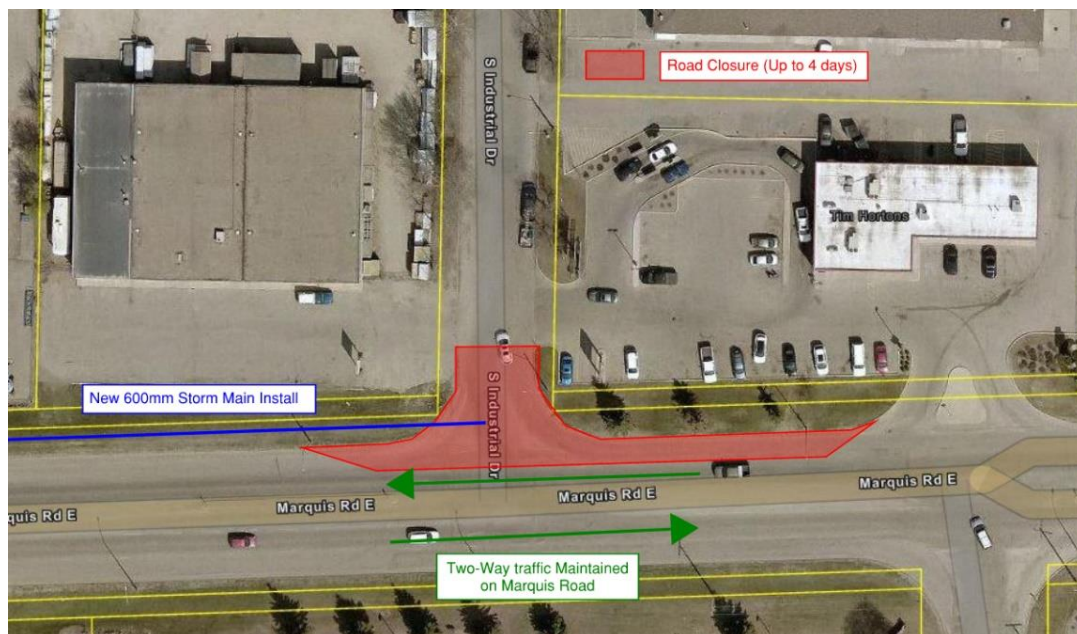 S Industrial Dr
Road Closure (Up to 4 days)
Tim Hortons
New 600mm Storm Main Install
S Industrial Dr
Marquis Rd E
Marquis Rd E
Marquis Rd E
quis Rd E
Two-Way traffic Maintained
on Marquis Road